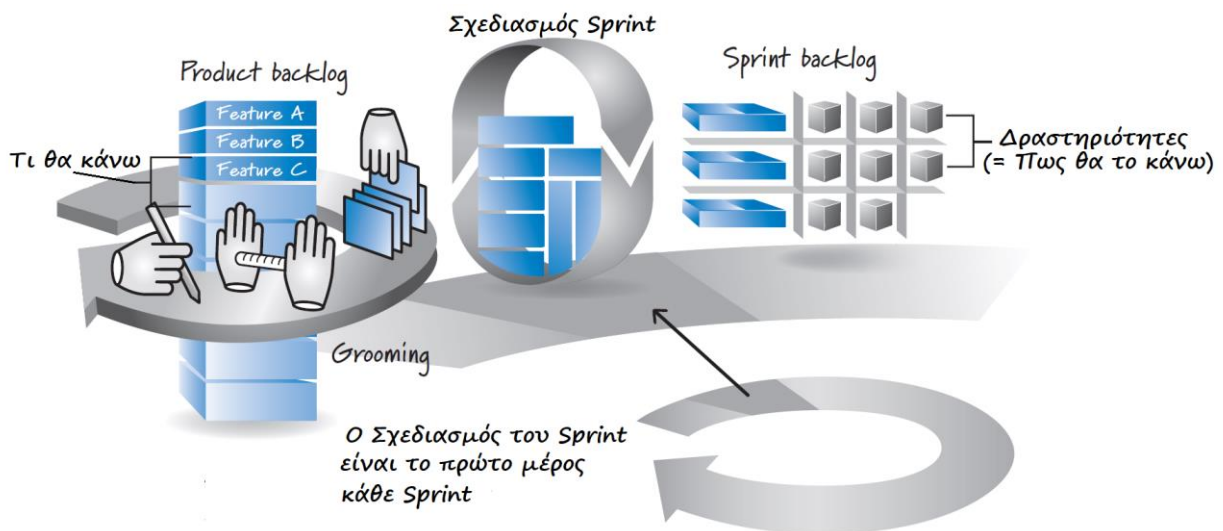 Σχεδιασμός Sprint
Product backlog
Sprint backlog
Feature A
Feature B
Feature C
Τι θα κάνω
Δραστηριότητες
(= Πως θα το κάνω)
Grooming
Ο Σχεδιασμός του Sprint
είναι το πρώτο μέρος
κάθε Sprint